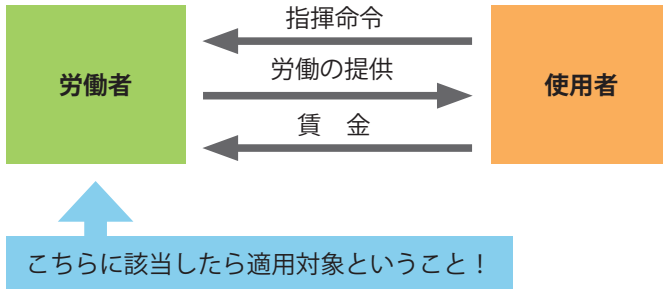 指揮命令
労働の提供
労働者
使用者
賃　金
こちらに該当したら適用対象ということ！